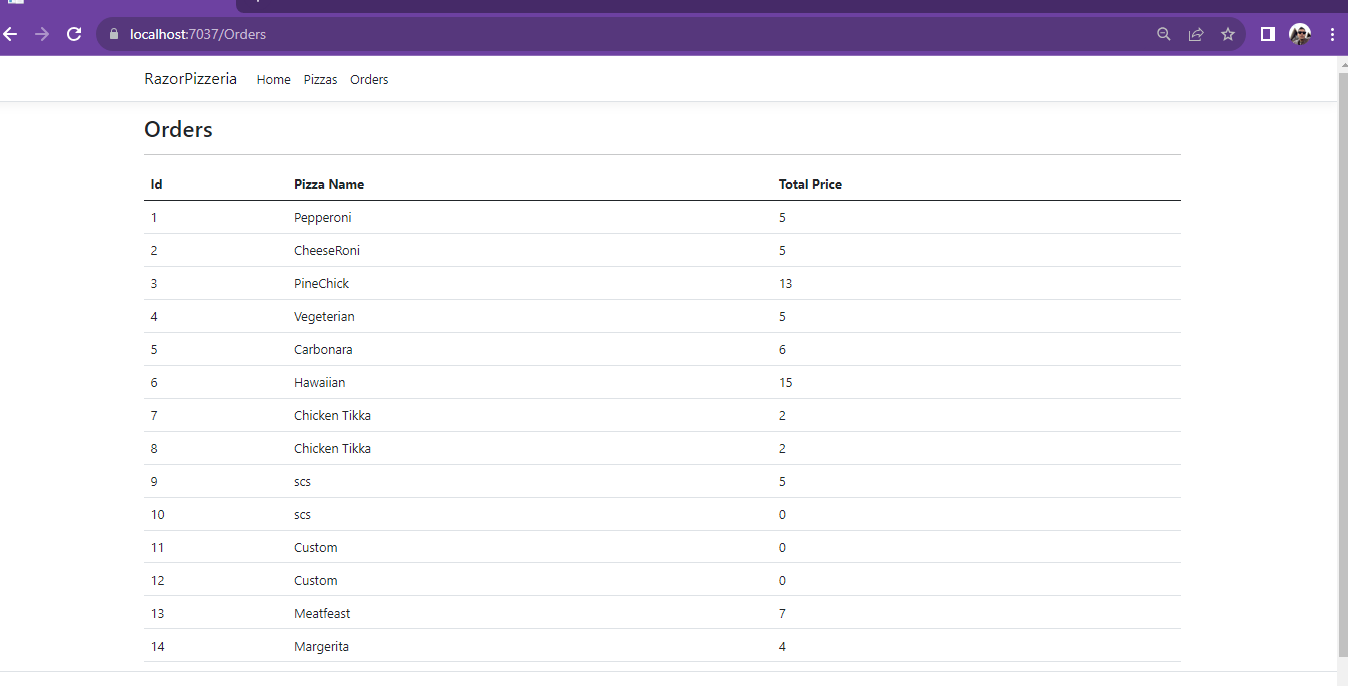 localhost:7037/Orders
RazorPizzeria Home Pizzas Orders
Orders
Id Pizza Name Total Price
1 Pepperoni 5
2 CheeseRoni 5
3 PineChick 13
4 Vegeterian 5
5 Carbonara 6
6 Hawaiian 15
7 Chicken Tikka 2
8 Chicken Tikka 2
9 scs 5
10 scs 0
11 Custom 0
12 Custom 0
13 Meatfeast 7
14 Margerita 4